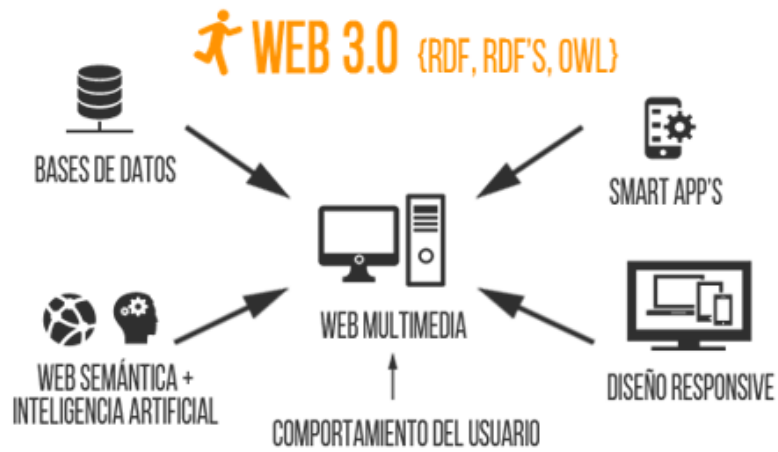 WEB 3.0 {RDF, RDF'S, OWL}
BASES DE DATOS
SMART APP'S
WEB MULTIMEDIA
WEB SEMÁNTICA +
INTELIGENCIA ARTIFICIAL
DISEÑO RESPONSIVE
COMPORTAMIENTO DEL USUARIO